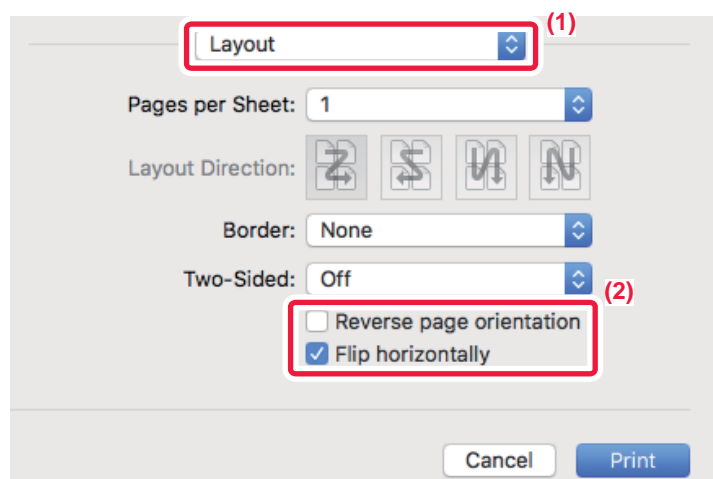 (1)
Layout
Pages per Sheet: 1
Layout Direction:
Border: None
Two-Sided: Off
(2)
Reverse page orientation
Flip horizontally
Cancel Print